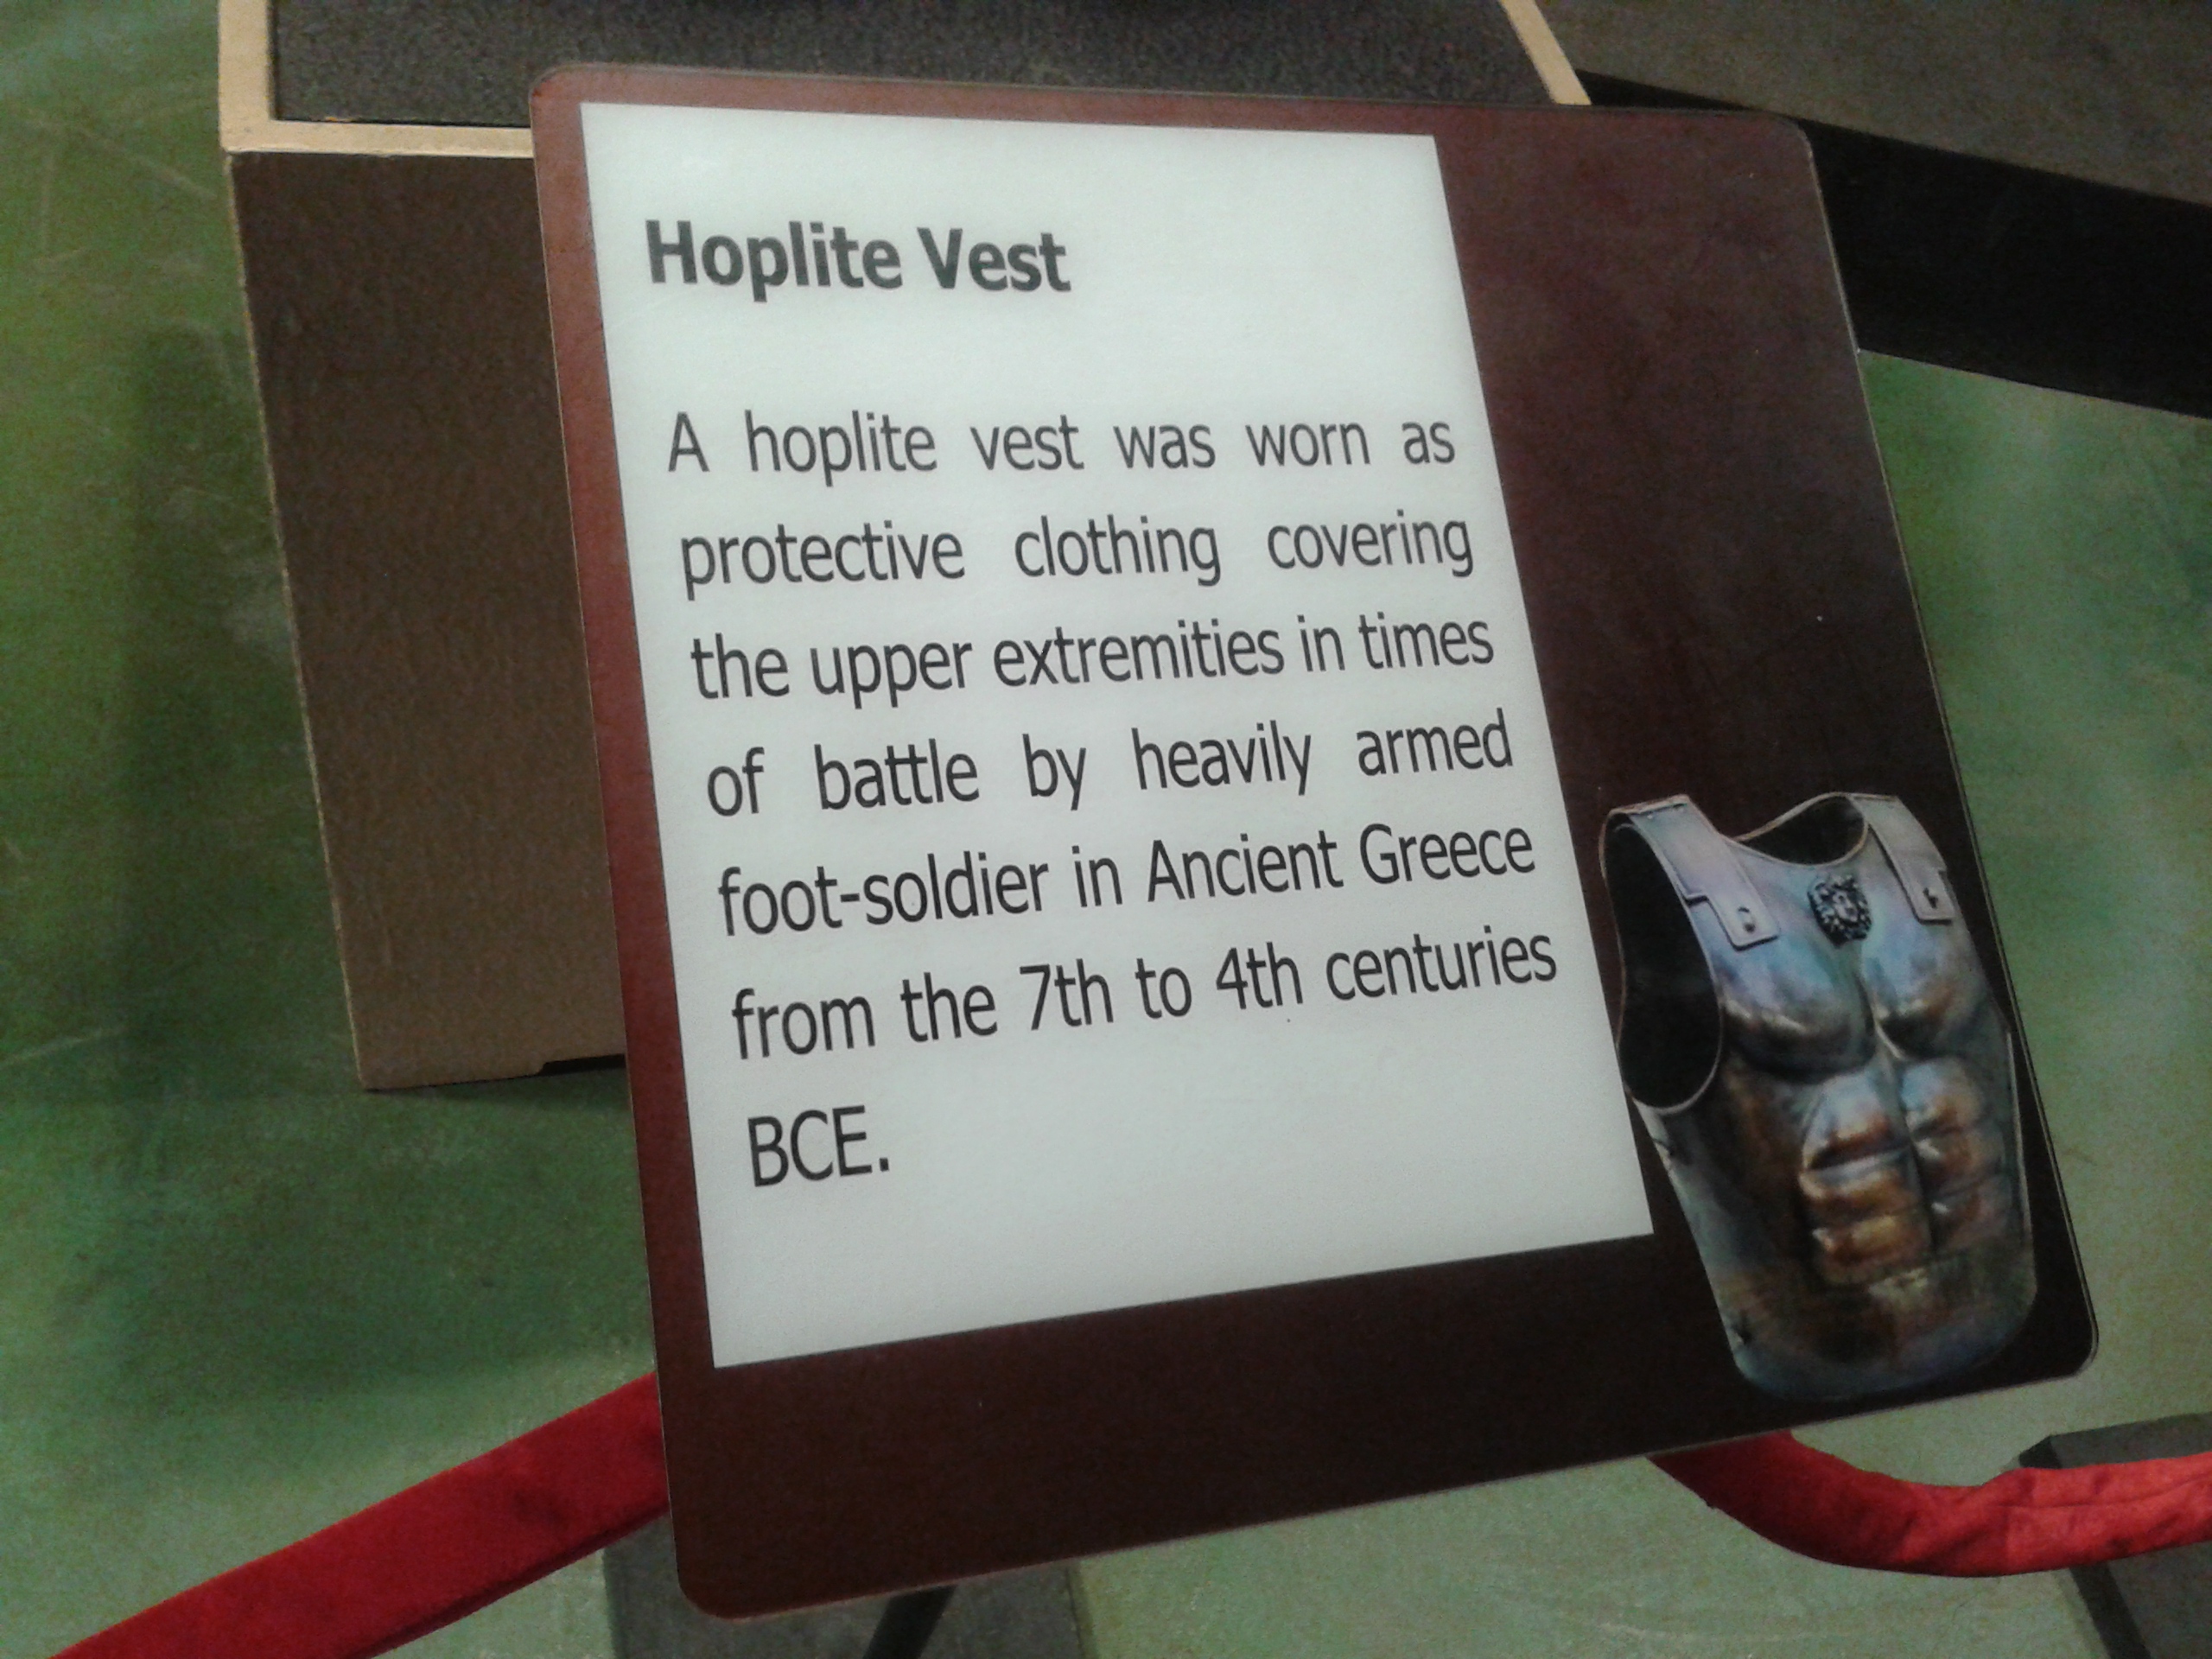 Hoplite Vest
A hoplite vest was worn as
protective clothing covering
the upper extremities in times
of battle by heavily armed
foot-soldier in Ancient Greece
from the 7th to 4th centuries
BCE.